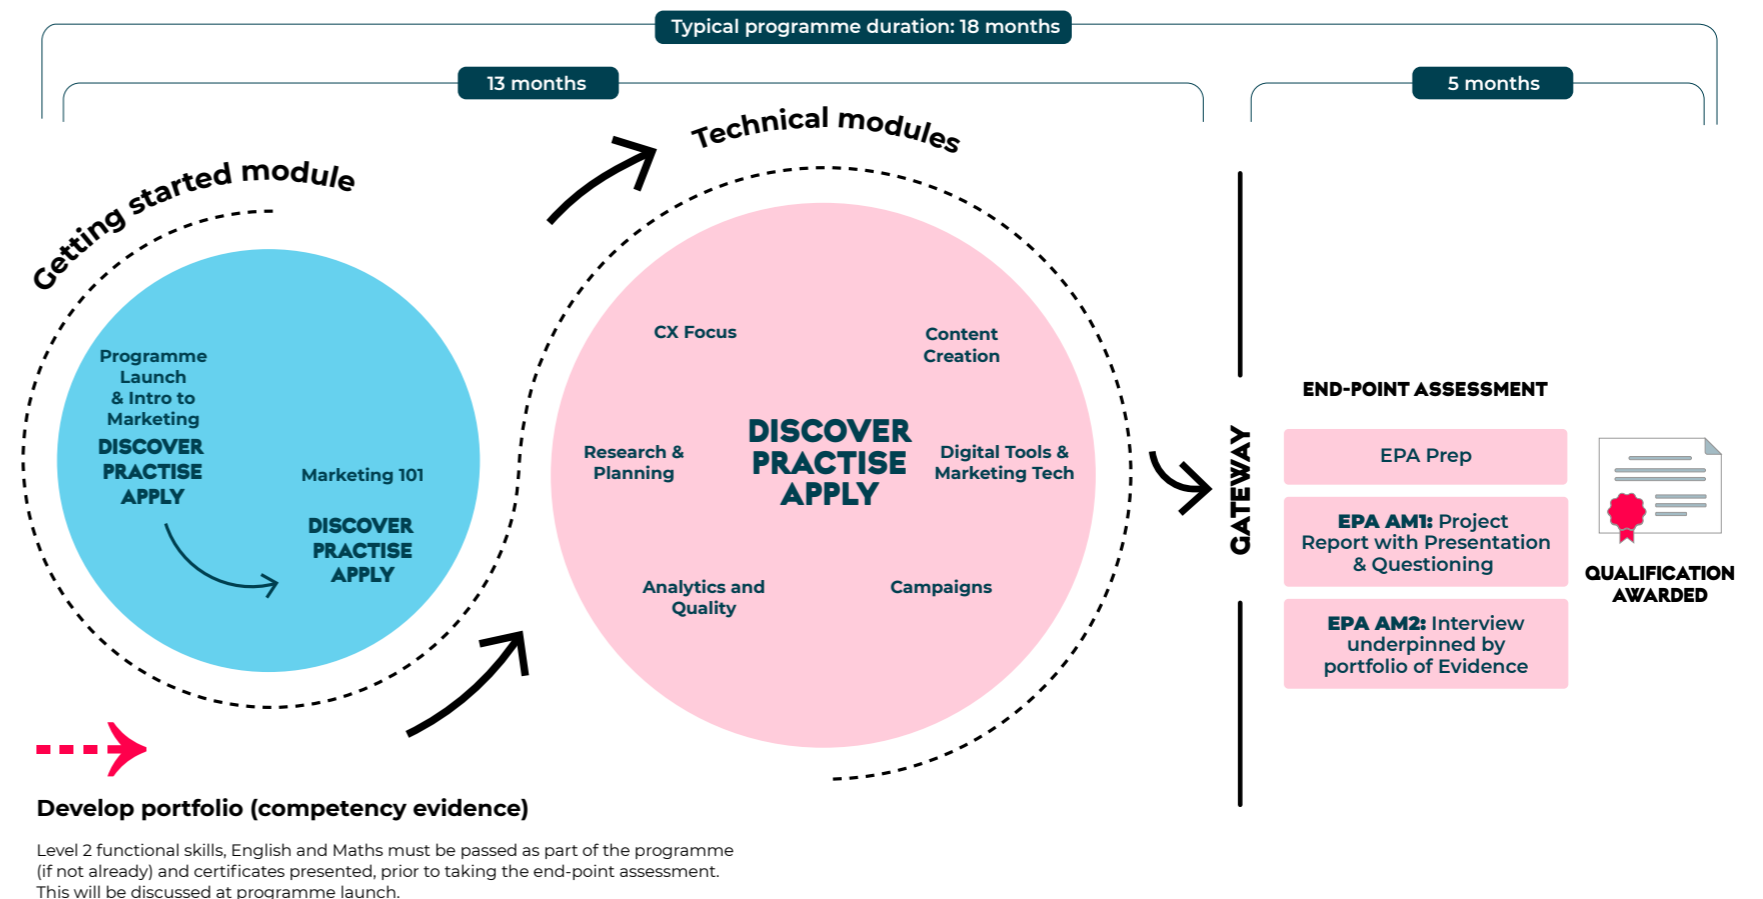 Typical programme duration: 18 months
13 months
5 months
Getting started module
Technical modules
Programme
Launch
& Intro to
Marketing
DISCOVER
PRACTISE
APPLY
Marketing 101
DISCOVER
PRACTISE
APPLY
CX Focus
Content
Creation
Research &
Planning
DISCOVER
PRACTISE
APPLY
Digital Tools &
Marketing Tech
Analytics and
Quality
Campaigns
GATEWAY
END-POINT ASSESSMENT
EPA Prep
EPA AM1: Project
Report with Presentation
& Questioning
EPA AM2: Interview
underpinned by
portfolio of Evidence
QUALIFICATION
AWARDED
Develop portfolio (competency evidence)
Level 2 functional skills, English and Maths must be passed as part of the programme
(if not already) and certificates presented, prior to taking the end-point assessment.
This will be discussed at programme launch.